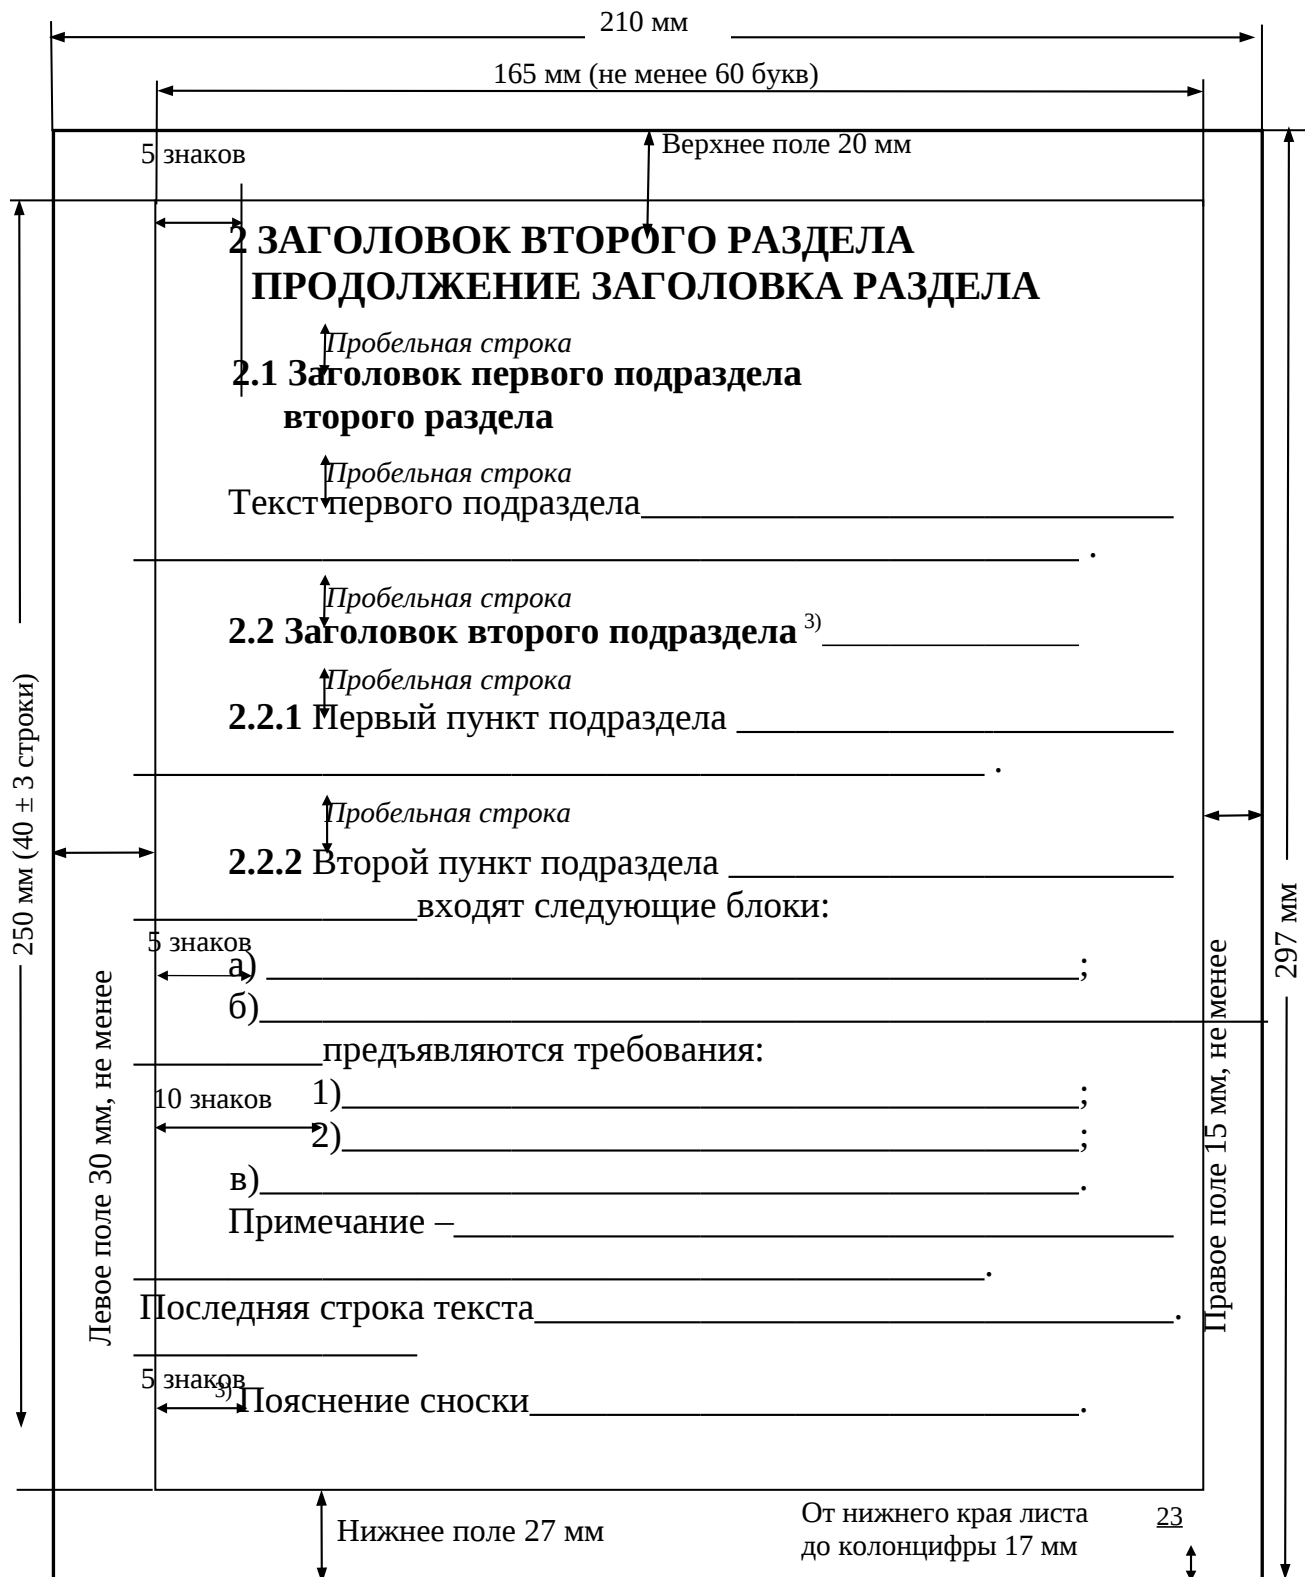 210 мм
165 мм (не менее 60 букв)
Верхнее поле 20 мм
5 знаков
2 ЗАГОЛОВОК ВТОРОГО РАЗДЕЛА
ПРОДОЛЖЕНИЕ ЗАГОЛОВКА РАЗДЕЛА
Пробельная строка
2.1 Заголовок первого подраздела
второго раздела
Пробельная строка
Текст первого подраздела
.
Пробельная строка
2.2 Заголовок второго подраздела 3)
Пробельная строка
2.2.1 Первый пункт подраздела
.
Пробельная строка
2.2.2 Второй пункт подраздела
входят следующие блоки:
5 знаков
а) ;
б)
предъявляются требования:
10 знаков
1) ;
2) ;
в) .
Примечание –
.
Последняя строка текста .
5 знаков
3) Пояснение сноски .
250 мм (40 ± 3 строки)
Левое поле 30 мм, не менее
Правое поле 15 мм, не менее
297 мм
Нижнее поле 27 мм
От нижнего края листа
до колонцифры 17 мм
23